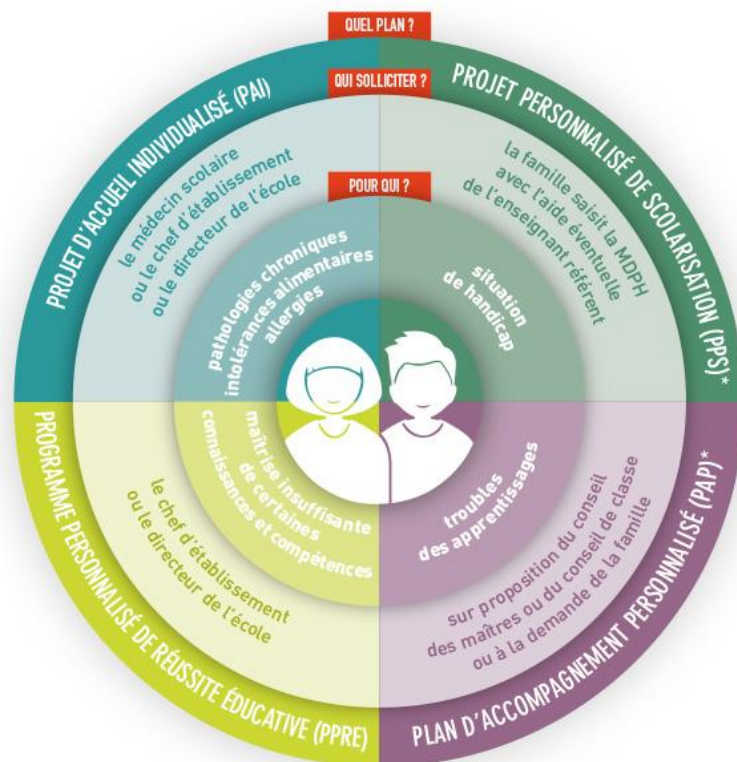 QUEL PLAN ?
QUI SOLLICITER ?
POUR QUI ?
PROJET D'ACCUEIL INDIVIDUALISÉ (PAI)
le médecin scolaire
ou le chef d'établissement
ou le directeur de l'école
pathologies chroniques
intolérances alimentaires
allergies
PROJET PERSONNALISÉ DE SCOLARISATION (PPS)*
la famille saisit la MDPH
avec l'aide éventuelle
de l'enseignant référent
situation
de handicap
PROGRAMME PERSONNALISÉ DE RÉUSSITE ÉDUCATIVE (PPRE)
le chef d'établissement
ou le directeur de l'école
maîtrise insuffisante
de certaines
connaissances et compétences
PLAN D'ACCOMPAGNEMENT PERSONNALISÉ (PAP)*
sur proposition du conseil
des maîtres ou du conseil de classe
ou à la demande de la famille
troubles
des apprentissages